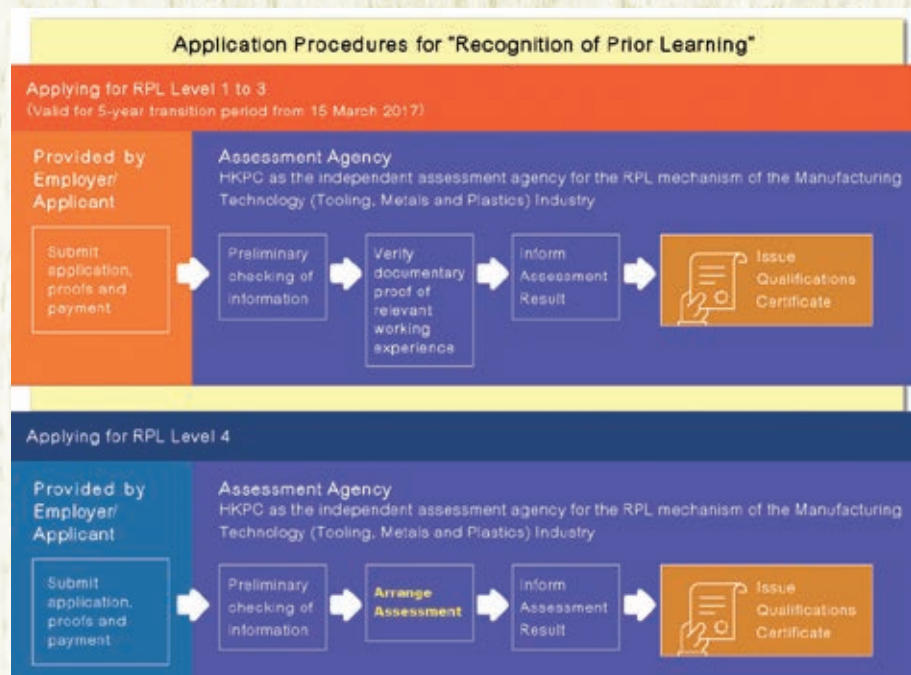 Application Procedures for "Recognition of Prior Learning"
Applying for RPL Level 1 to 3
(Valid for 5-year transition period from 15 March 2017)
Provided by
Employer/
Applicant
Submit
application,
proofs and
payment
Assessment Agency
HKPC as the independent assessment agency for the RPL mechanism of the Manufacturing
Technology (Tooling, Metals and Plastics) Industry
Preliminary
checking of
information
Verify
documentary
proof of
relevant
working
experience
Inform
Assessment
Result
Issue
Qualifications
Certificate
Applying for RPL Level 4
Provided by
Employer/
Applicant
Submit
application,
proofs and
payment
Assessment Agency
HKPC as the independent assessment agency for the RPL mechanism of the Manufacturing
Technology (Tooling, Metals and Plastics) Industry
Preliminary
checking of
information
Arrange
Assessment
Inform
Assessment
Result
Issue
Qualifications
Certificate